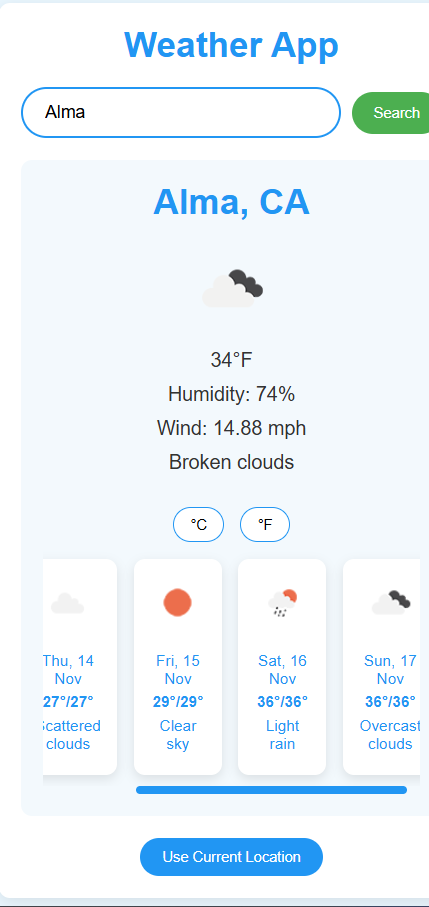 Weather App
Alma
Search
Alma, CA
34°F
Humidity: 74%
Wind: 14.88 mph
Broken clouds
°C
°F
Thu, 14
Nov
27°/27°
Scattered
clouds
Fri, 15
Nov
29°/29°
Clear
sky
Sat, 16
Nov
36°/36°
Light
rain
Sun, 17
Nov
36°/36°
Overcast
clouds
Use Current Location